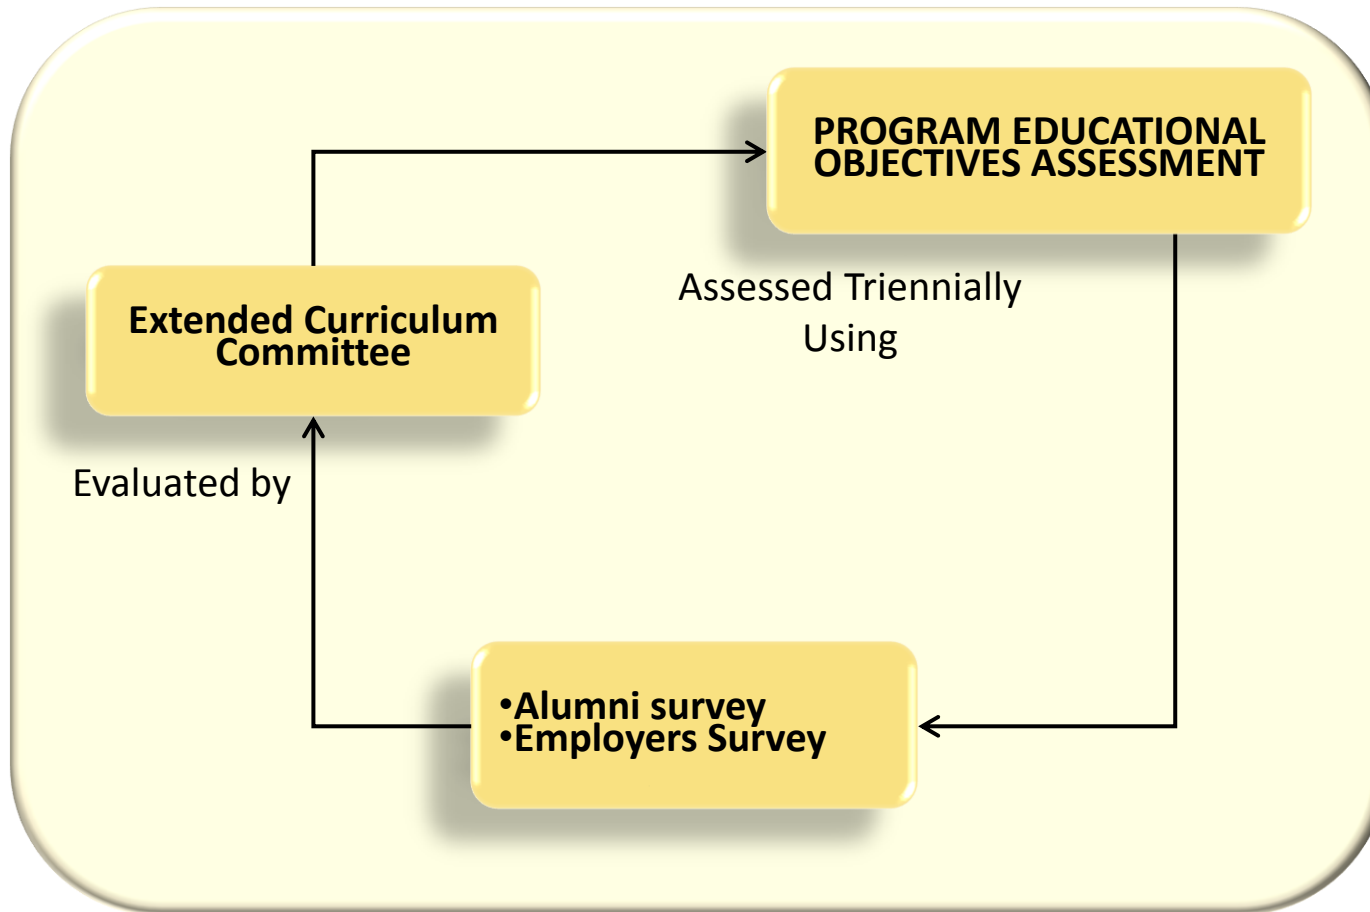 PROGRAM EDUCATIONAL
OBJECTIVES ASSESSMENT
Assessed Triennially
Using
Extended Curriculum
Committee
Evaluated by
•Alumni survey
•Employers Survey